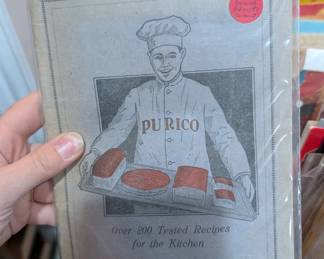 PURICO
Over 200 Tested Recipes
for the Kitchen